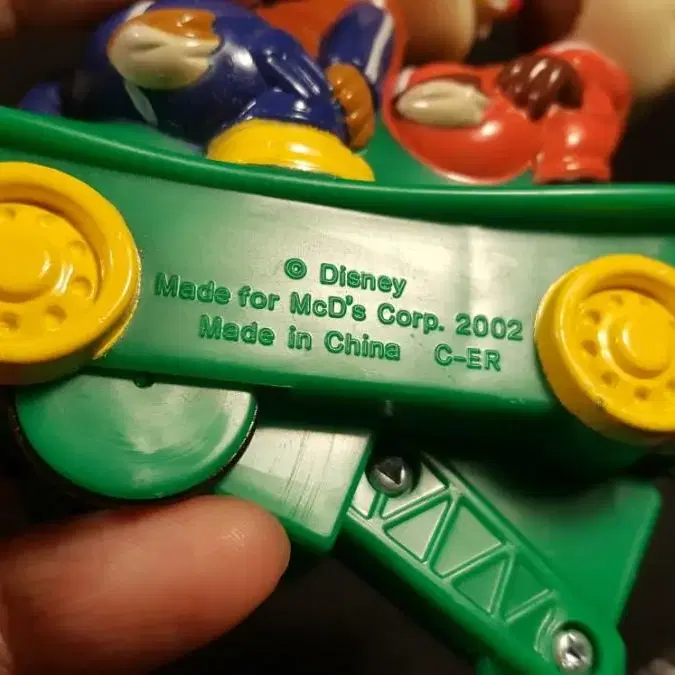 © Disney
Made for McD's Corp. 2002
Made in China C-ER